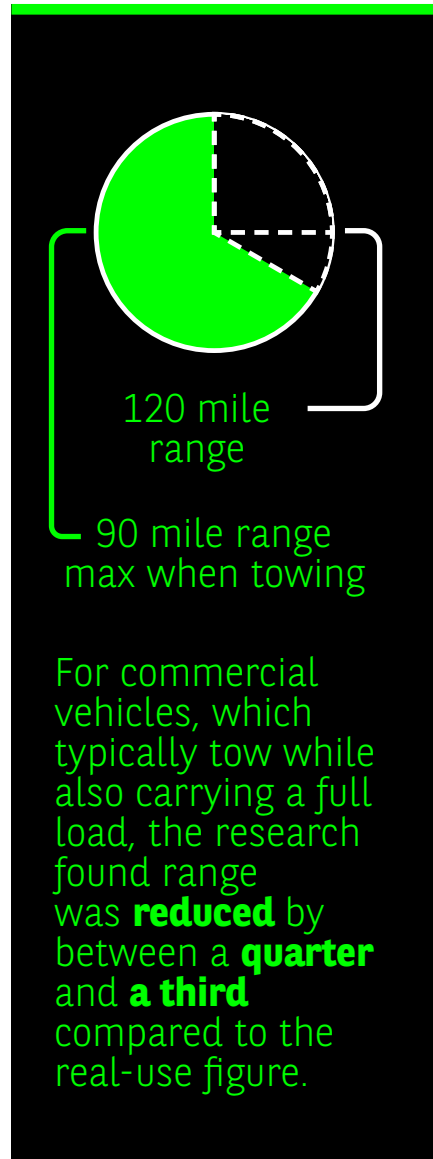 120 mile
range
90 mile range
max when towing
For commercial
vehicles, which
typically tow while
also carrying a full
load, the research
found range
was reduced by
between a quarter
and a third
compared to the
real-use figure.